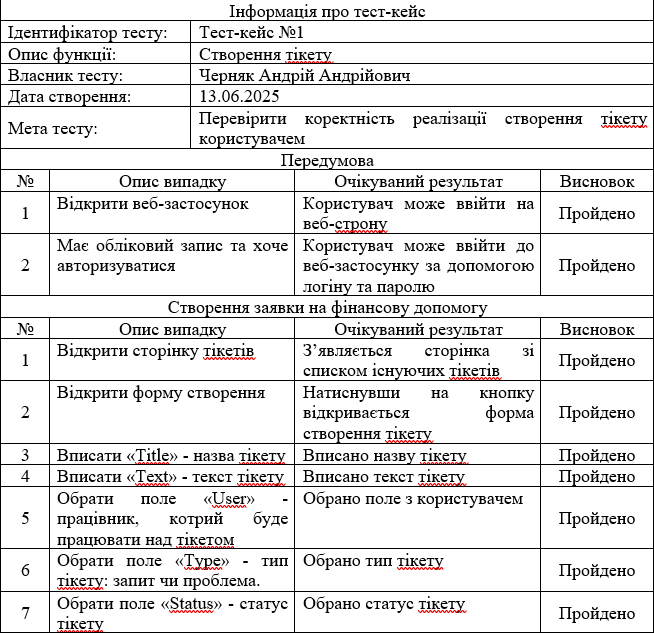 Інформація про тест-кейс
Ідентифікатор тесту: Тест-кейс №1
Опис функції: Створення тікету
Власник тесту: Черняк Андрій Андрійович
Дата створення: 13.06.2025
Мета тесту: Перевірити коректність реалізації створення тікету
користувачем
Передумова
№ Опис випадку Очікуваний результат Висновок
1 Відкрити веб-застосунок Користувач може ввійти на
веб-строну Пройдено
2 Має обліковий запис та хоче
авторизуватися Користувач може ввійти до
веб-застосунку за допомогою
логіну та паролю Пройдено
Створення заявки на фінансову допомогу
№ Опис випадку Очікуваний результат Висновок
1 Відкрити сторінку тікетів З’являється сторінка зі
списком існуючих тікетів Пройдено
2 Відкрити форму створення Натиснувши на кнопку
відкривається форма
створення тікету Пройдено
3 Вписати «Title» - назва тікету Вписано назву тікету Пройдено
4 Вписати «Text» - текст тікету Вписано текст тікету Пройдено
5 Обрати поле «User» -
працівник, котрий буде
працювати над тікетом Обрано поле з користувачем Пройдено
6 Обрати поле «Type» - тип
тікету: запит чи проблема. Обрано тип тікету Пройдено
7 Обрати поле «Status» - статус
тікету Обрано статус тікету Пройдено